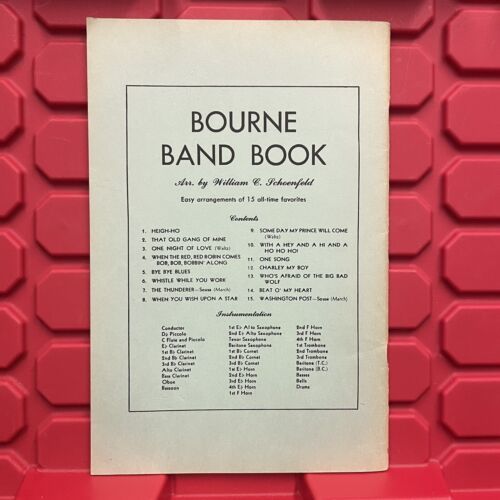 BOURNE
BAND BOOK
Arr. by William C. Schoenfeld
Easy arrangements of 15 all-time favorites
Contents
1. HEIGH-HO
2. THAT OLD GANG OF MINE
3. ONE NIGHT OF LOVE (Waltz)
4. WHEN THE RED, RED ROBIN COMES
BOB, BOB, BOBBIN' ALONG
5. BYE BYE BLUES
6. WHISTLE WHILE YOU WORK
7. THE THUNDERER—Sousa (March)
8. WHEN YOU WISH UPON A STAR
9. SOME DAY MY PRINCE WILL COME
(Waltz)
10. WITH A HEY AND A HI AND A
HO HO HO!
11. ONE SONG
12. CHARLEY MY BOY
13. WHO'S AFRAID OF THE BIG BAD
WOLF
14. BEAT O' MY HEART
15. WASHINGTON POST—Sousa (March)
Instrumentation
Conductor
Db Piccolo
C Flute and Piccolo
E♭ Clarinet
1st B♭ Clarinet
2nd B♭ Clarinet
3rd B♭ Clarinet
Alto Clarinet
Bass Clarinet
Oboe
Bassoon
1st E♭ Alto Saxophone
2nd E♭ Alto Saxophone
Tenor Saxophone
Baritone Saxophone
1st B♭ Cornet
2nd B♭ Cornet
3rd B♭ Cornet
1st E♭ Horn
2nd E♭ Horn
3rd E♭ Horn
4th E♭ Horn
1st F Horn
2nd F Horn
3rd F Horn
4th F Horn
1st Trombone
2nd Trombone
3rd Trombone
Baritone (T.C.)
Baritone (B.C.)
Basses
Bells
Drums